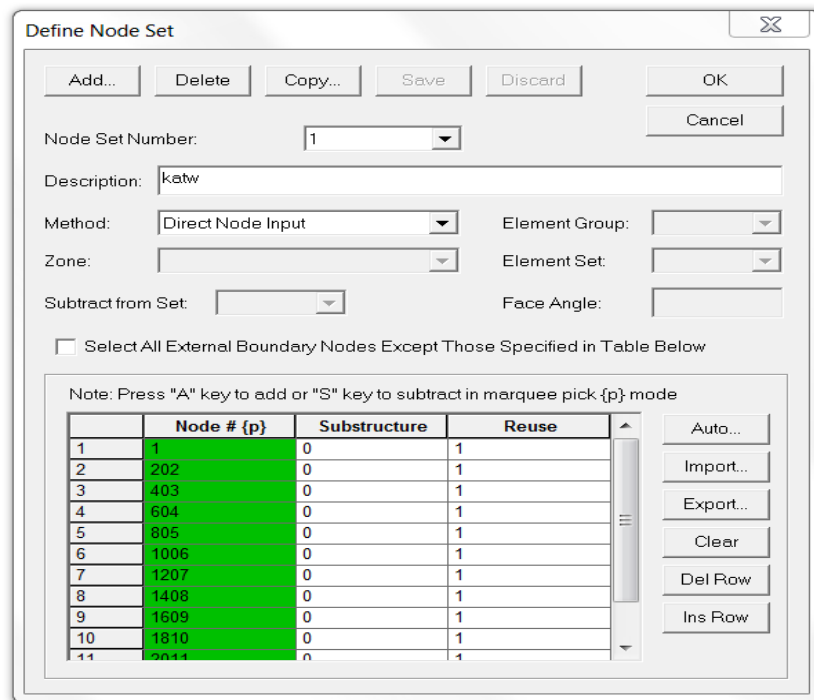 Define Node Set
Add... Delete Copy... Save Discard OK
Cancel
Node Set Number: 1
Description: katw
Method: Direct Node Input Element Group:
Zone: Element Set:
Subtract from Set: Face Angle:
Select All External Boundary Nodes Except Those Specified in Table Below
Note: Press "A" key to add or "S" key to subtract in marquee pick {p} mode
Node # {p} Substructure Reuse Auto...
1 1 0 1
2 202 0 1 Import...
3 403 0 1
4 604 0 1 Export...
5 805 0 1
6 1006 0 1 Clear
7 1207 0 1 Del Row
8 1408 0 1
9 1609 0 1 Ins Row
10 1810 0 1
11 2011 0 1